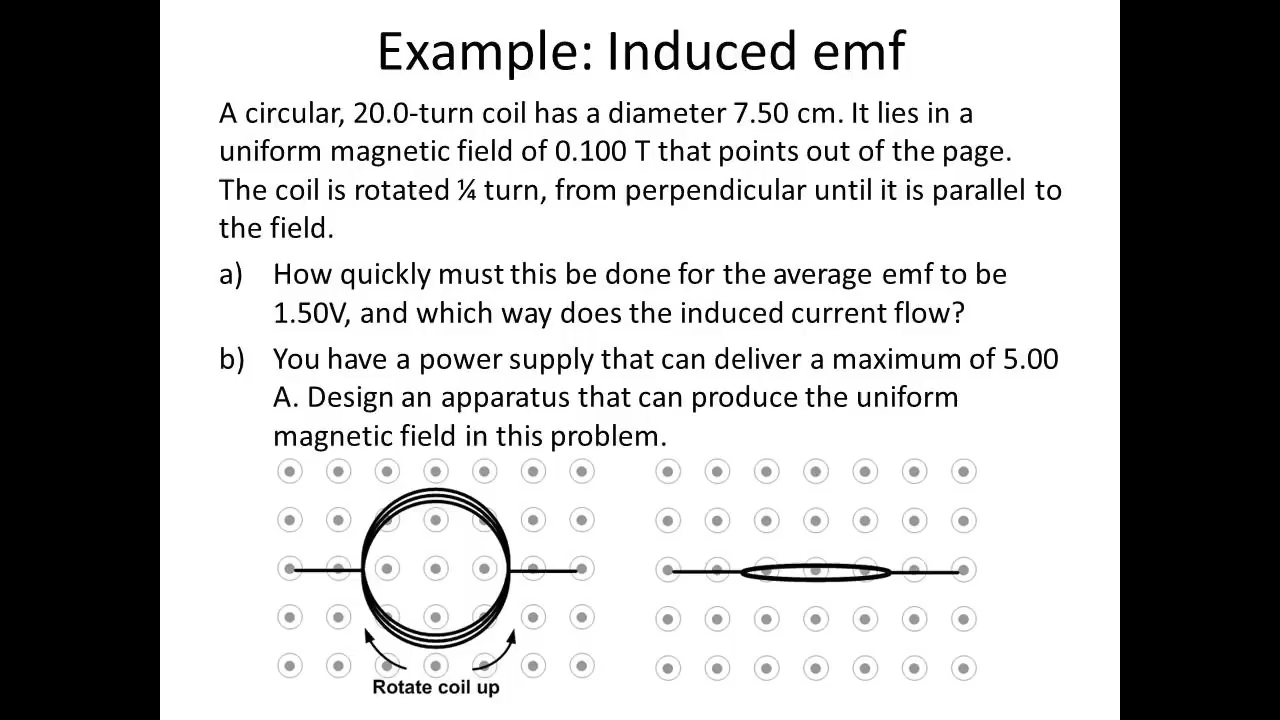 Example: Induced emf
A circular, 20.0-turn coil has a diameter 7.50 cm. It lies in a
uniform magnetic field of 0.100 T that points out of the page.
The coil is rotated ¼ turn, from perpendicular until it is parallel to
the field.
a) How quickly must this be done for the average emf to be
1.50V, and which way does the induced current flow?
b) You have a power supply that can deliver a maximum of 5.00
A. Design an apparatus that can produce the uniform
magnetic field in this problem.
Rotate coil up